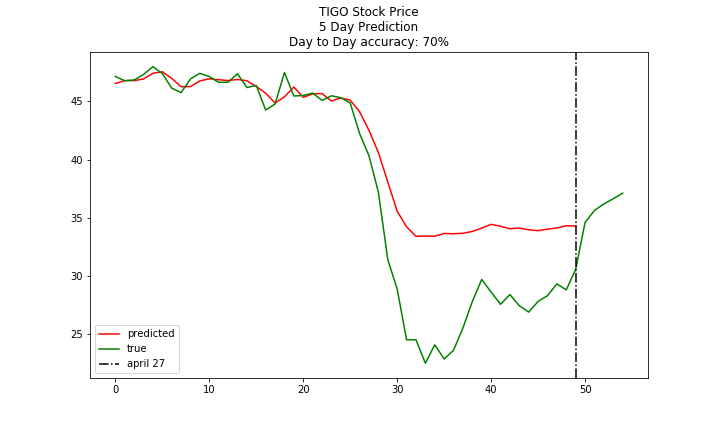 TIGO Stock Price
5 Day Prediction
Day to Day accuracy: 70%
45
40
35
30
25
predicted
true
april 27
0
10
20
30
40
50